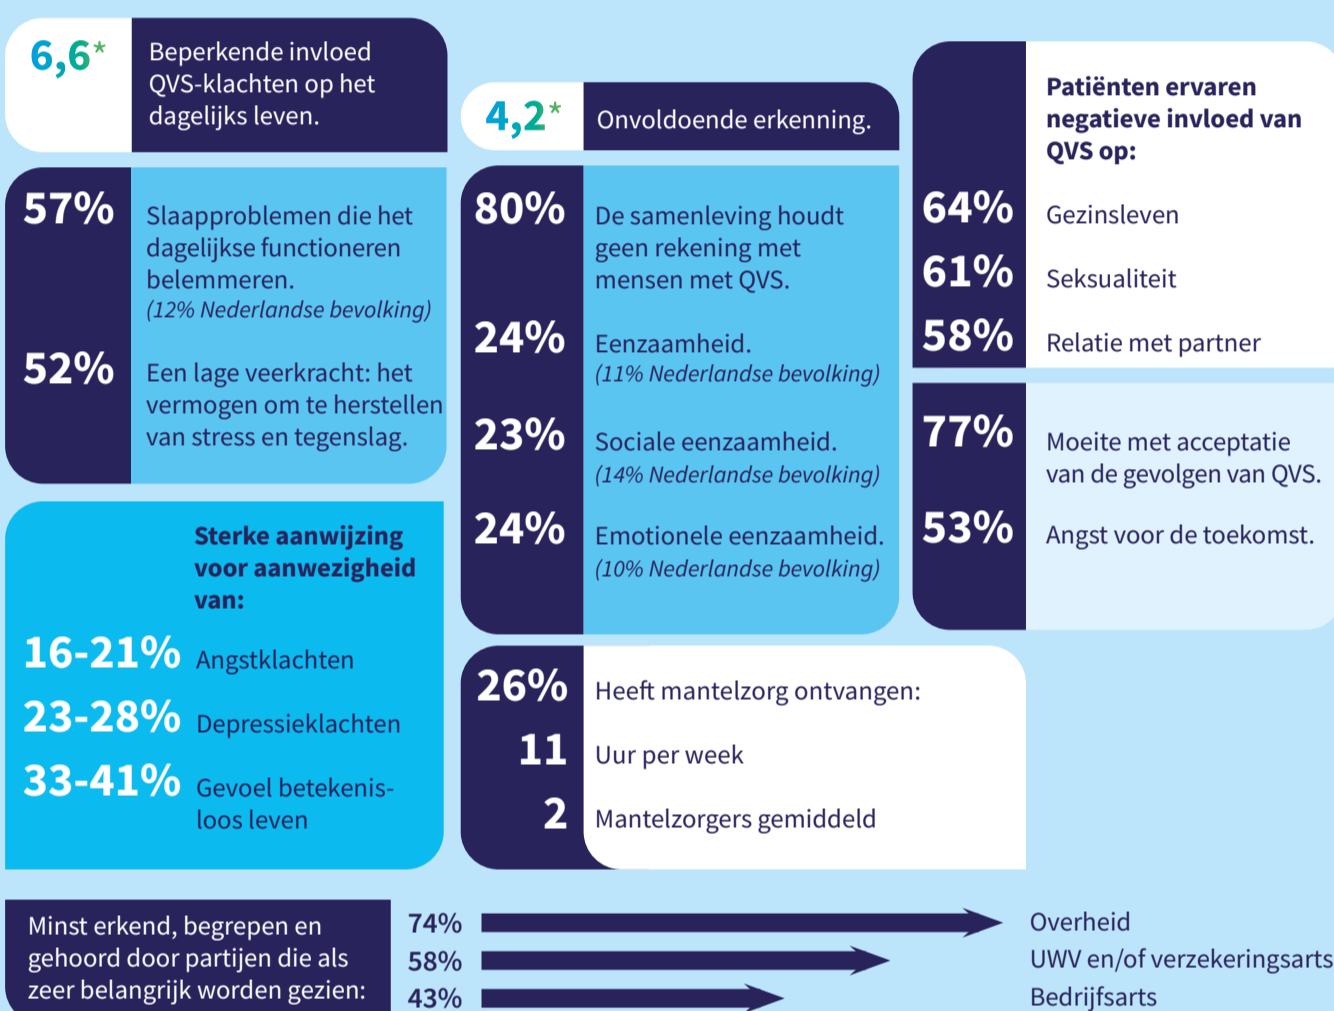 6,6*
Beperkende invloed
QVS-klachten op het
dagelijks leven.
57%
Slaapproblemen die het
dagelijkse functioneren
belemmeren.
(12% Nederlandse bevolking)
52%
Een lage veerkracht: het
vermogen om te herstellen
van stress en tegenslag.
Sterke aanwijzing
voor aanwezigheid
van:
16-21% Angstklachten
23-28% Depressieklachten
33-41% Gevoel betekenis-
loos leven
4,2* Onvoldoende erkenning.
80%
De samenleving houdt
geen rekening met
mensen met QVS.
24% Eenzaamheid.
(11% Nederlandse bevolking)
23% Sociale eenzaamheid.
(14% Nederlandse bevolking)
24% Emotionele eenzaamheid.
(10% Nederlandse bevolking)
26% Heeft mantelzorg ontvangen:
11 Uur per week
2 Mantelzorgers gemiddeld
Patiënten ervaren
negatieve invloed van
QVS op:
64% Gezinsleven
61% Seksualiteit
58% Relatie met partner
77% Moeite met acceptatie
van de gevolgen van QVS.
53% Angst voor de toekomst.
Minst erkend, begrepen en
gehoord door partijen die als
zeer belangrijk worden gezien:
74% Overheid
58% UWV en/of verzekeringsarts
43% Bedrijfsarts